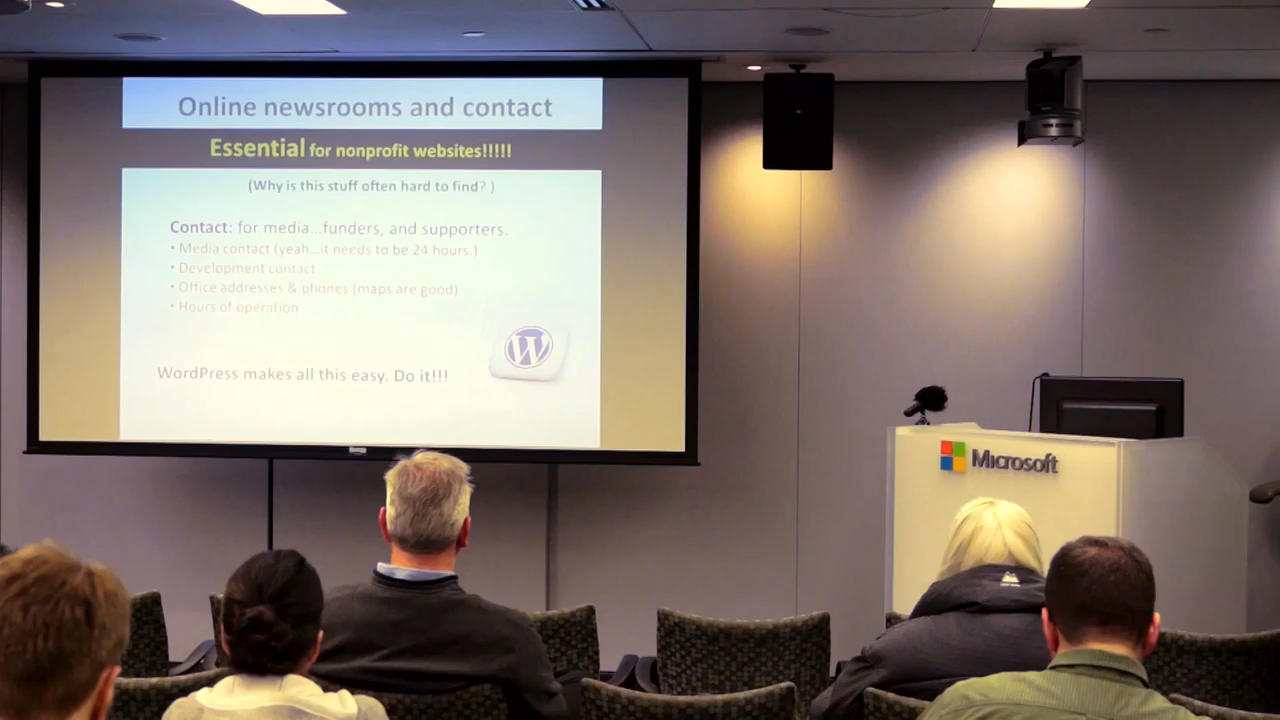 Online newsrooms and contact
Essential for nonprofit websites!!!!!
(Why is this stuff often hard to find? )
Contact: for media...funders, and supporters.
• Media contact (yeah...it needs to be 24 hours.)
• Development contact
• Office addresses & phones (maps are good)
• Hours of operation
WordPress makes all this easy. Do it!!!
W
Microsoft